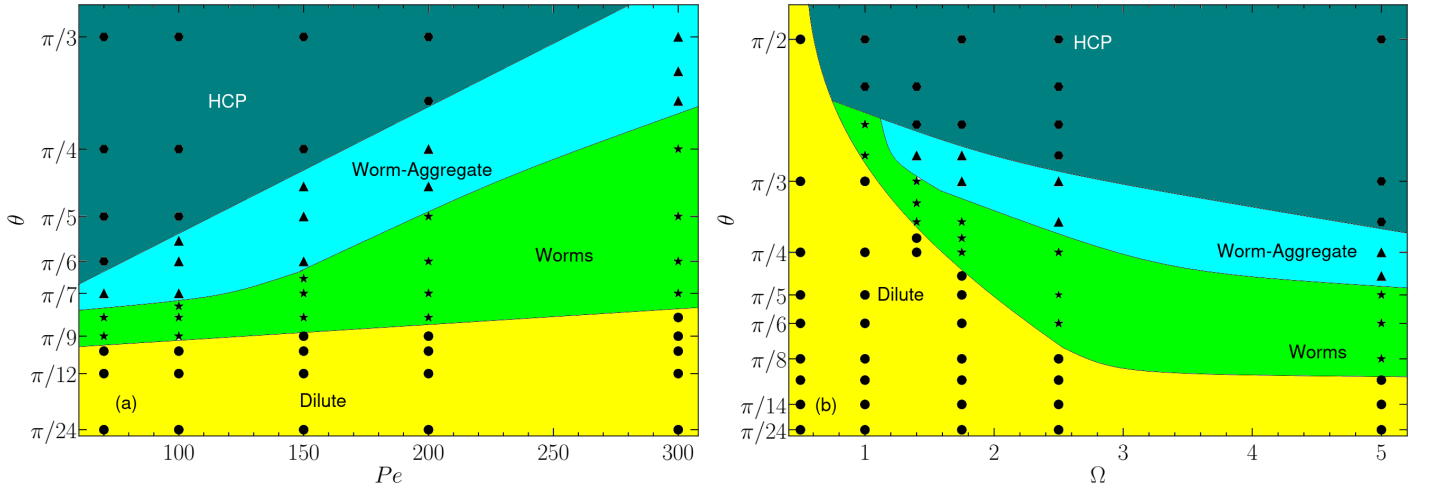 π/3
π/4
π/5
π/6
π/7
π/9
π/12
π/24
θ
HCP
Worm-Aggregate
Worms
Dilute
(a)
100
150
200
250
300
Pe
π/2
π/3
π/4
π/5
π/6
π/8
π/14
π/24
θ
HCP
Worm-Aggregate
Dilute
Worms
(b)
1
2
3
4
5
Ω